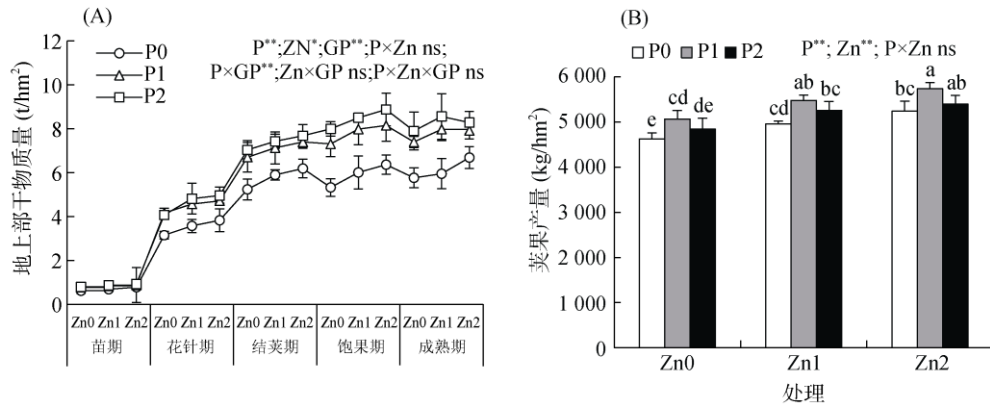 (A)
P0
P1
P2
P**;ZN*;GP**;P×Zn ns;
P×GP**;Zn×GP ns;P×Zn×GP ns
地上部干物质量 (t/hm²)
12
10
8
6
4
2
0
Zn0 Zn1 Zn2 Zn0 Zn1 Zn2 Zn0 Zn1 Zn2 Zn0 Zn1 Zn2 Zn0 Zn1 Zn2
苗期 花针期 结荚期 饱果期 成熟期
(B)
P0 P1 P2
P**; Zn**; P×Zn ns
荚果产量 (kg/hm²)
6 000
5 000
4 000
3 000
2 000
1 000
0
e cd de cd ab bc bc a ab
Zn0 Zn1 Zn2
处理